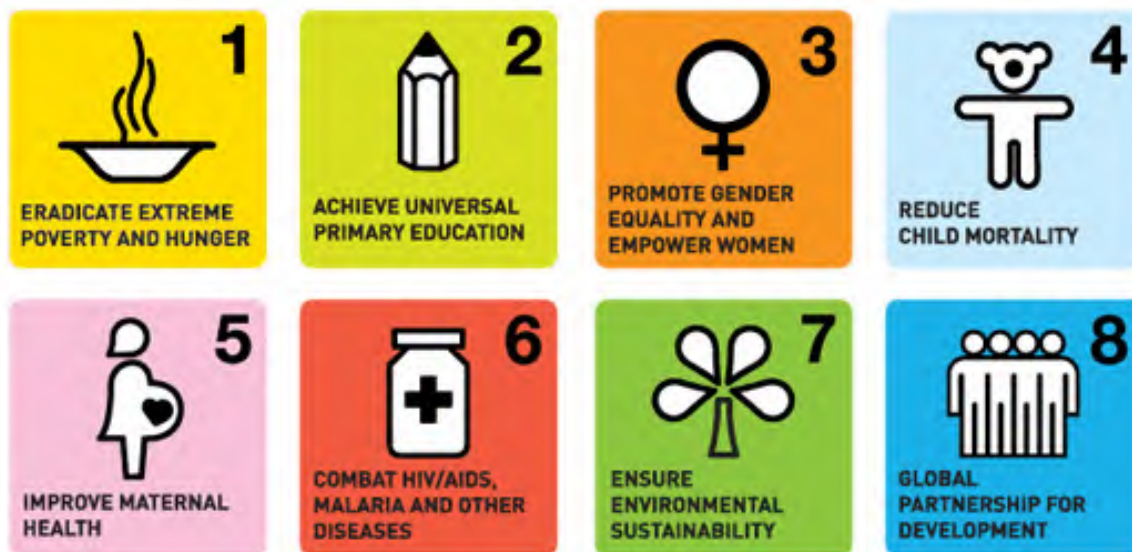 1
ERADICATE EXTREME
POVERTY AND HUNGER
2
ACHIEVE UNIVERSAL
PRIMARY EDUCATION
3
PROMOTE GENDER
EQUALITY AND
EMPOWER WOMEN
4
REDUCE
CHILD MORTALITY
5
IMPROVE MATERNAL
HEALTH
6
COMBAT HIV/AIDS,
MALARIA AND OTHER
DISEASES
7
ENSURE
ENVIRONMENTAL
SUSTAINABILITY
8
GLOBAL
PARTNERSHIP FOR
DEVELOPMENT